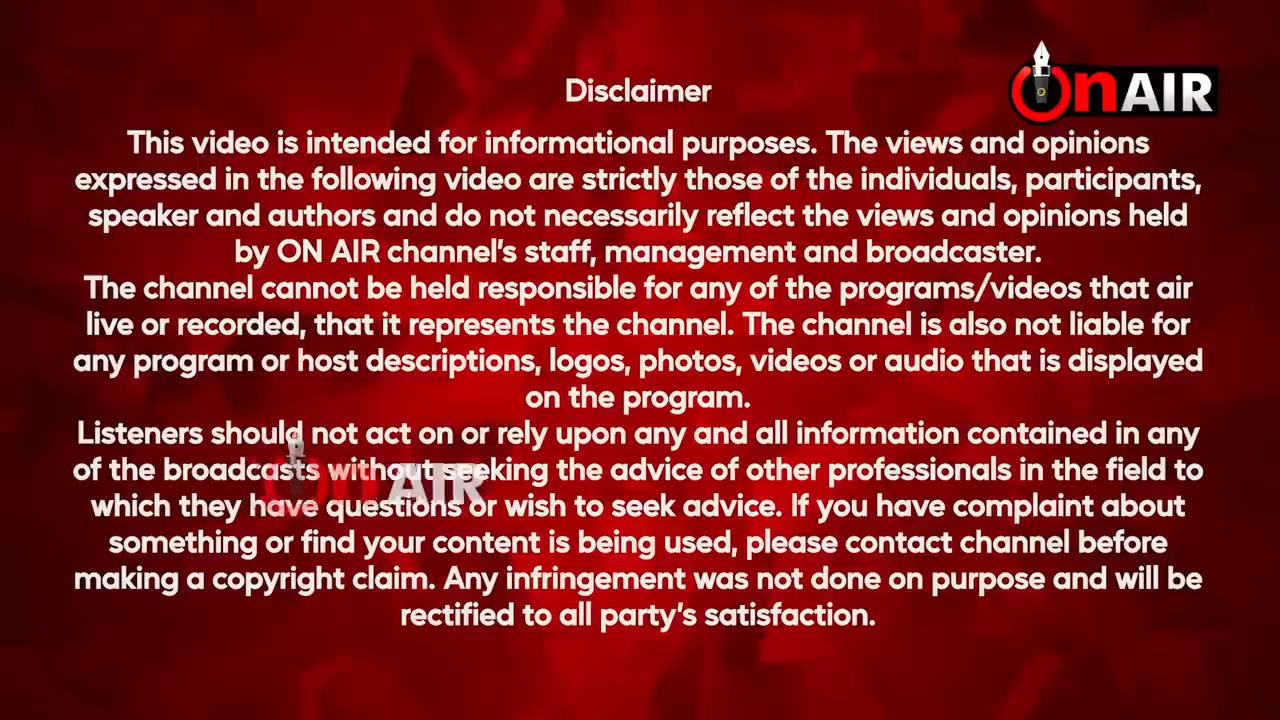 On AIR
Disclaimer
This video is intended for informational purposes. The views and opinions
expressed in the following video are strictly those of the individuals, participants,
speaker and authors and do not necessarily reflect the views and opinions held
by ON AIR channel's staff, management and broadcaster.
The channel cannot be held responsible for any of the programs/videos that air
live or recorded, that it represents the channel. The channel is also not liable for
any program or host descriptions, logos, photos, videos or audio that is displayed
on the program.
Listeners should not act on or rely upon any and all information contained in any
of the broadcasts without seeking the advice of other professionals in the field to
which they have questions or wish to seek advice. If you have complaint about
something or find your content is being used, please contact channel before
making a copyright claim. Any infringement was not done on purpose and will be
rectified to all party's satisfaction.
On AIR